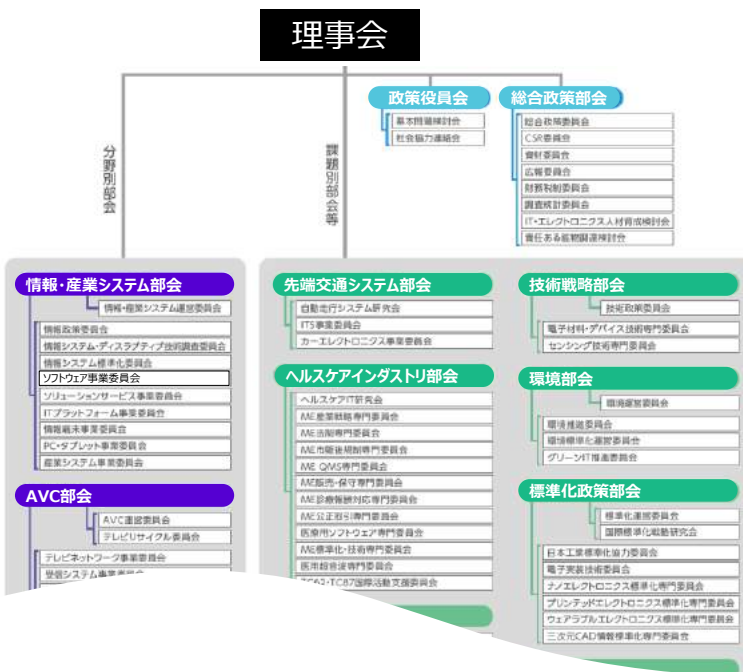 理事会
政策役員会
基本問題検討会
社会協力連絡会
総合政策部会
総合政策委員会
CSR委員会
資材委員会
広報委員会
財務税制委員会
調査統計委員会
IT・エレクトロニクス人材育成検討会
責任ある鉱物調達検討会
分野別部会
課題別部会等
情報・産業システム部会
情報・産業システム運営委員会
情報政策委員会
情報システム・ディスラプティブ技術調査委員会
情報システム標準化委員会
ソフトウェア事業委員会
ソリューションサービス事業委員会
ITプラットフォーム事業委員会
情報端末事業委員会
PC・タブレット事業委員会
産業システム事業委員会
AVC部会
AVC運営委員会
テレビリサイクル委員会
テレビネットワーク事業委員会
受信システム事業委員会
先端交通システム部会
自動走行システム研究会
ITS事業委員会
カーエレクトロニクス事業委員会
ヘルスケアインダストリ部会
ヘルスケアIT研究会
ME産業戦略専門委員会
ME法制専門委員会
ME市販後規制専門委員会
ME QMS専門委員会
ME販売・保守専門委員会
ME診療報酬対応専門委員会
ME公正取引専門委員会
医療用ソフトウェア専門委員会
ME標準化・技術専門委員会
医用超音波専門委員会
TC62・TC87国際活動支援委員会
技術戦略部会
技術政策委員会
電子材料・デバイス技術専門委員会
センシング技術専門委員会
環境部会
環境運営委員会
環境推進委員会
環境標準化運営委員会
グリーンIT推進委員会
標準化政策部会
標準化運営委員会
国際標準化戦略研究会
日本工業標準化協力委員会
電子実装技術委員会
ナノエレクトロニクス標準化専門委員会
プリンテッドエレクトロニクス標準化専門委員会
ウェアラブルエレクトロニクス標準化専門委員会
三次元CAD情報標準化専門委員会